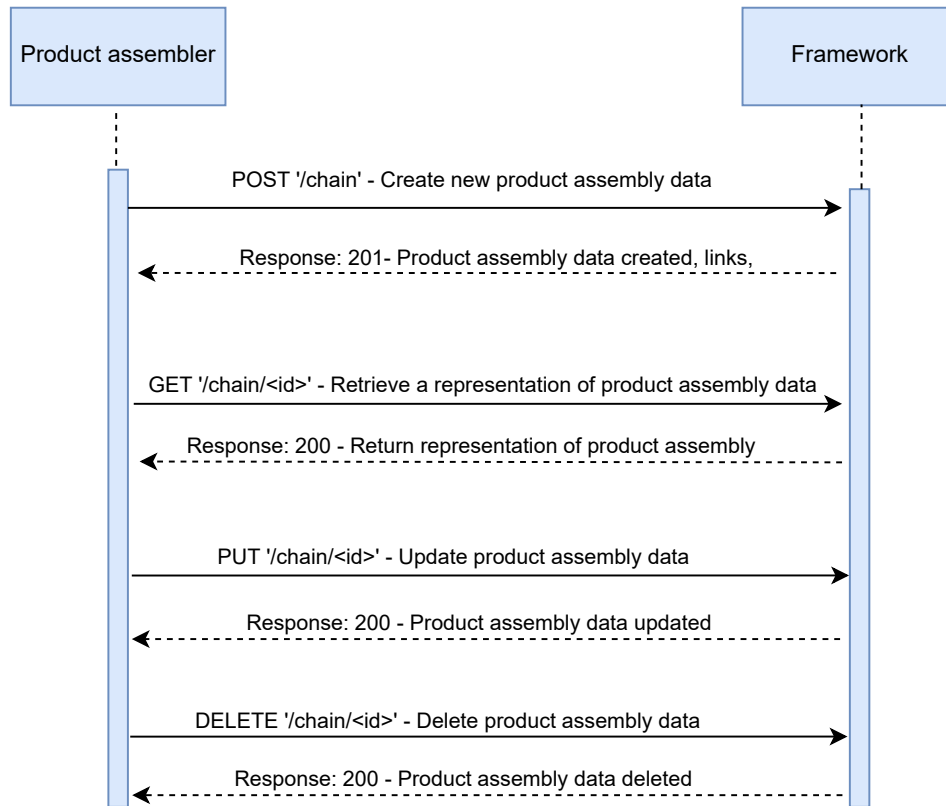 Product assembler
Framework
POST '/chain' - Create new product assembly data
Response: 201- Product assembly data created, links,
GET '/chain/<id>' - Retrieve a representation of product assembly data
Response: 200 - Return representation of product assembly
PUT '/chain/<id>' - Update product assembly data
Response: 200 - Product assembly data updated
DELETE '/chain/<id>' - Delete product assembly data
Response: 200 - Product assembly data deleted